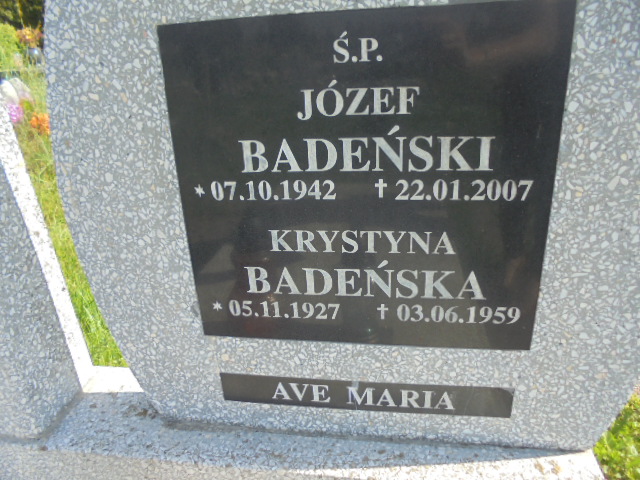 Ś.P.
JÓZEF
BADEŃSKI
* 07.10.1942 † 22.01.2007
KRYSTYNA
BADEŃSKA
* 05.11.1927 † 03.06.1959
AVE MARIA